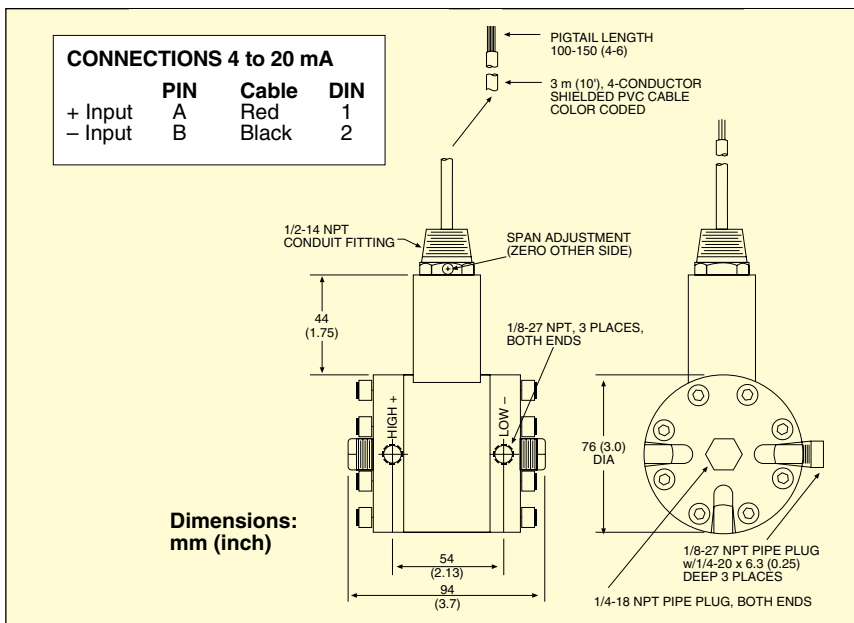 CONNECTIONS 4 to 20 mA
PIN Cable DIN
+ Input A Red 1
– Input B Black 2
PIGTAIL LENGTH
100-150 (4-6)
3 m (10'), 4-CONDUCTOR
SHIELDED PVC CABLE
COLOR CODED
1/2-14 NPT
CONDUIT FITTING
SPAN ADJUSTMENT
(ZERO OTHER SIDE)
44
(1.75)
1/8-27 NPT, 3 PLACES,
BOTH ENDS
HIGH +
LOW –
76 (3.0)
DIA
Dimensions:
mm (inch)
54
(2.13)
94
(3.7)
1/8-27 NPT PIPE PLUG
w/1/4-20 x 6.3 (0.25)
DEEP 3 PLACES
1/4-18 NPT PIPE PLUG, BOTH ENDS